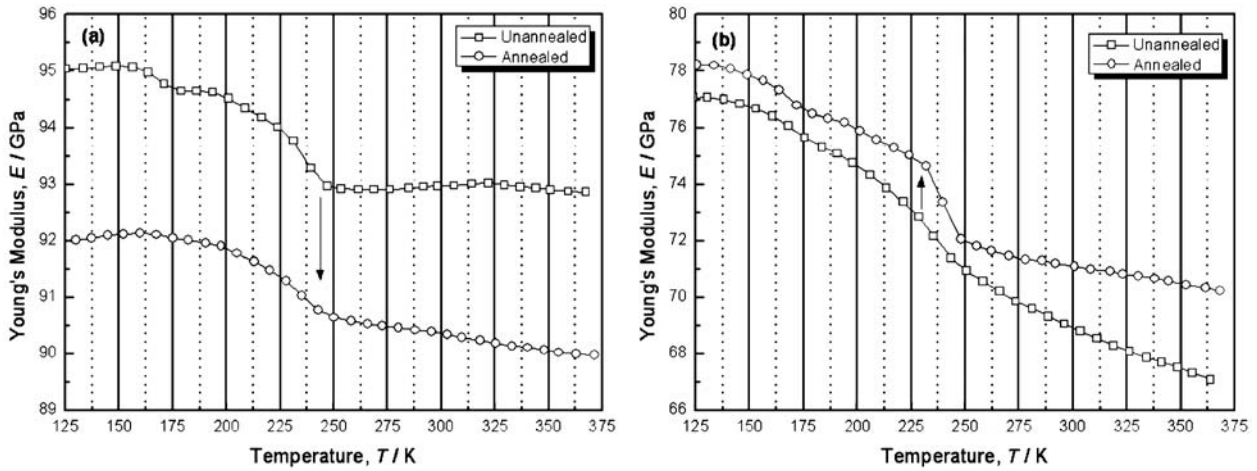 (a)
Unannealed
Annealed
96
95
94
93
92
91
90
89
Young's Modulus, E / GPa
125 150 175 200 225 250 275 300 325 350 375
Temperature, T / K
(b)
Unannealed
Annealed
80
78
76
74
72
70
68
66
Young's Modulus, E / GPa
125 150 175 200 225 250 275 300 325 350 375
Temperature, T / K